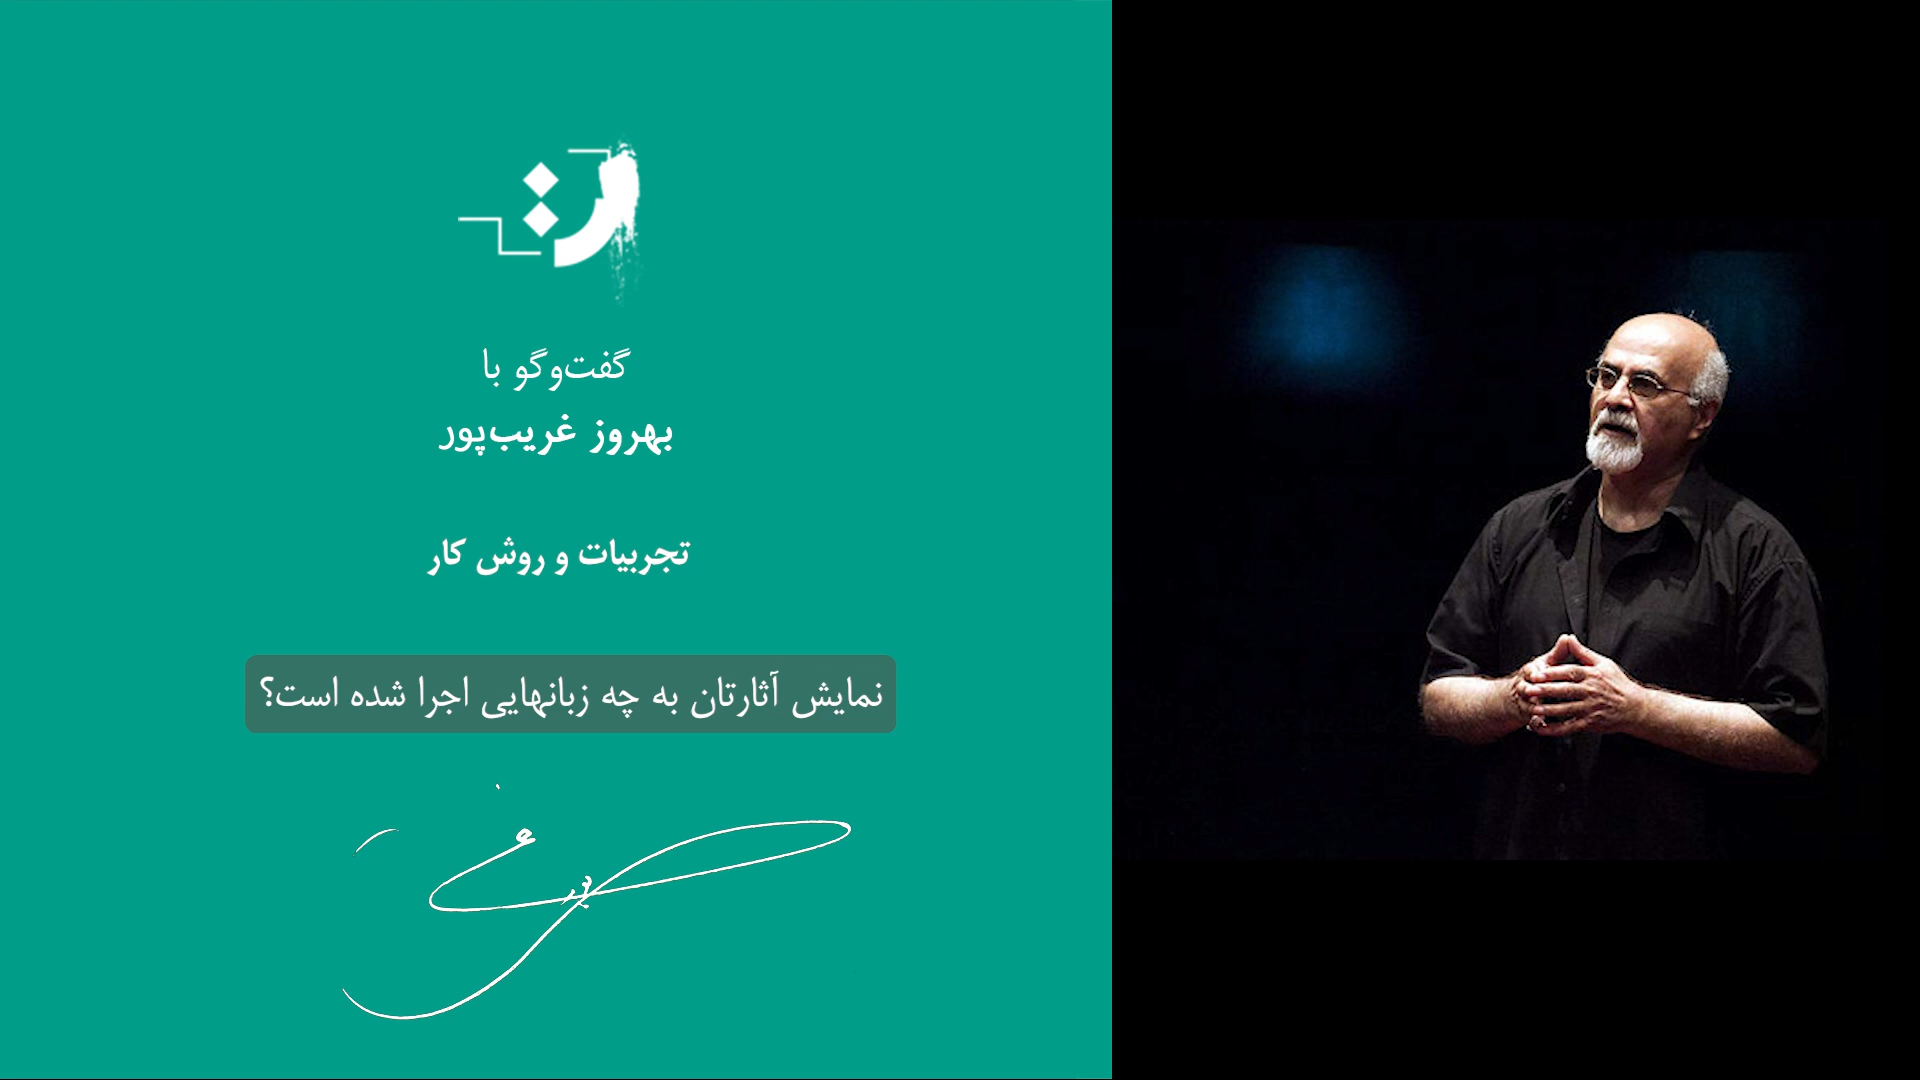 گفت‌وگو با
بهروز غریب‌پور
تجربیات و روش کار
نمایش آثارتان به چه زبانهایی اجرا شده است؟